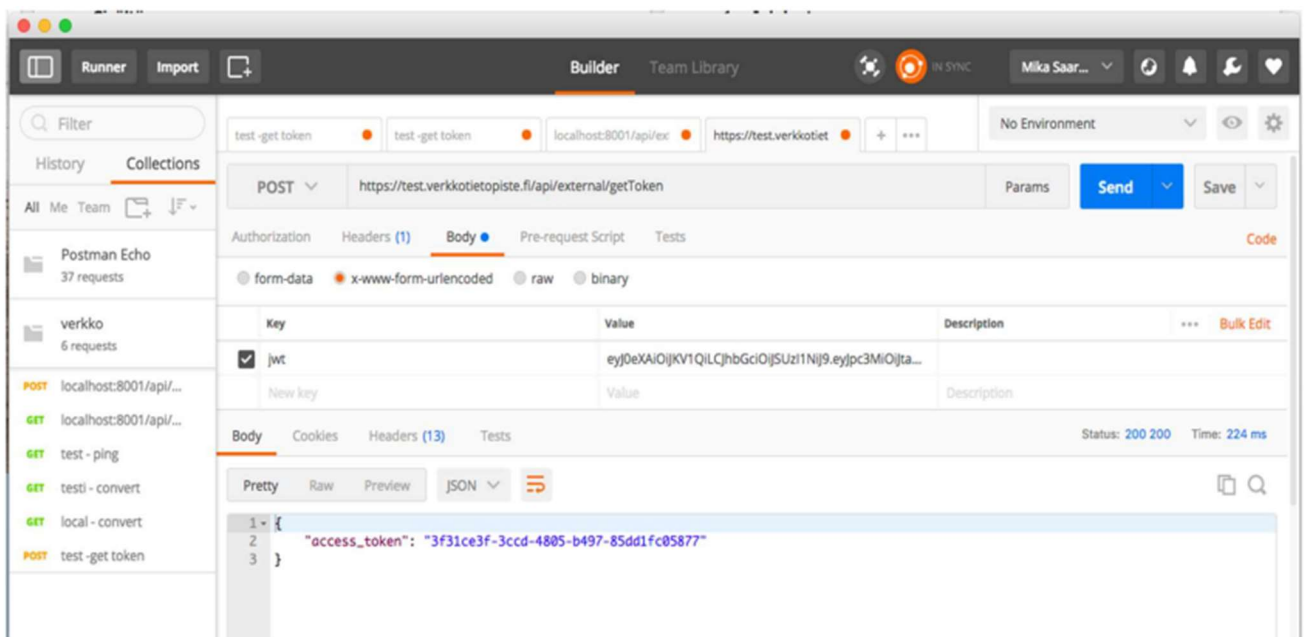 Runner Import Builder Team Library IN SYNC Mika Saar...
Filter
History Collections
All Me Team
Postman Echo
37 requests
verkko
6 requests
POST localhost:8001/api/...
GET localhost:8001/api/...
GET test - ping
GET testi - convert
GET local - convert
POST test -get token
test -get token test -get token localhost:8001/api/ex https://test.verkkotiet + ••• No Environment
POST https://test.verkkotietopiste.fi/api/external/getToken Params Send Save
Authorization Headers (1) Body Pre-request Script Tests Code
form-data x-www-form-urlencoded raw binary
Key Value Description ••• Bulk Edit
jwt eyJ0eXAiOiJKV1QiLCJhbGciOiJSUzI1NiJ9.eyJpc3MiOiJta...
New key Value Description
Body Cookies Headers (13) Tests Status: 200 200 Time: 224 ms
Pretty Raw Preview JSON
1 {
2 "access_token": "3f31ce3f-3ccd-4805-b497-85dd1fc05877"
3 }